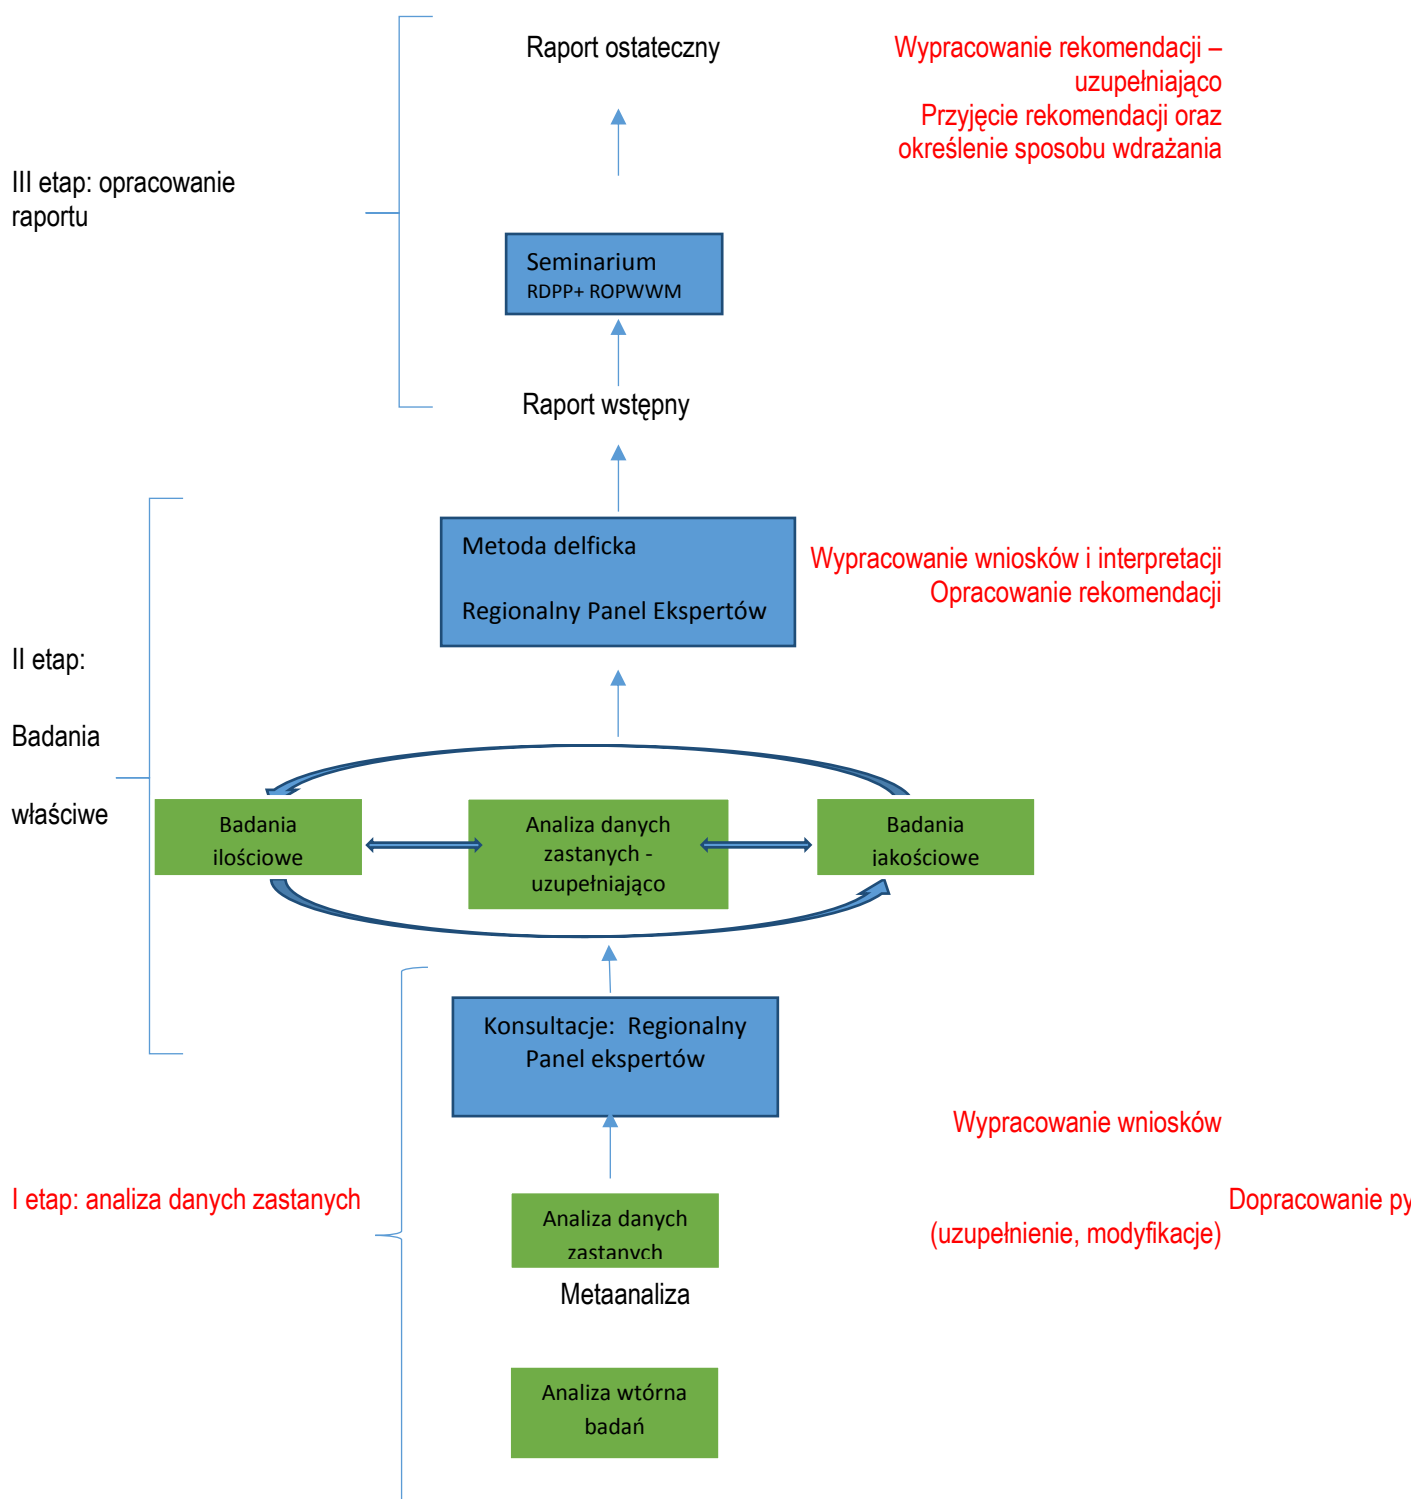 Raport ostateczny
Wypracowanie rekomendacji –
uzupełniająco
Przyjęcie rekomendacji oraz
określenie sposobu wdrażania
III etap: opracowanie
raportu
Seminarium
RDPP+ ROPWWM
Raport wstępny
Metoda delficka
Regionalny Panel Ekspertów
Wypracowanie wniosków i interpretacji
Opracowanie rekomendacji
II etap:
Badania
właściwe
Badania
ilościowe
Analiza danych
zastanych -
uzupełniająco
Badania
jakościowe
Konsultacje: Regionalny
Panel ekspertów
Wypracowanie wniosków
I etap: analiza danych zastanych
Dopracowanie py
(uzupełnienie, modyfikacje)
Analiza danych
zastanych
Metaanaliza
Analiza wtórna
badań